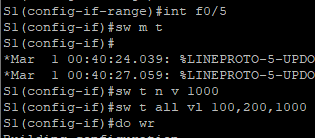 S1(config-if-range)#int f0/5
S1(config-if)#sw m t
S1(config-if)#
*Mar  1 00:40:24.039: %LINEPROTO-5-UPDO
*Mar  1 00:40:27.059: %LINEPROTO-5-UPDO
S1(config-if)#sw t n v 1000
S1(config-if)#sw t all vl 100,200,1000
S1(config-if)#do wr
Building configuration